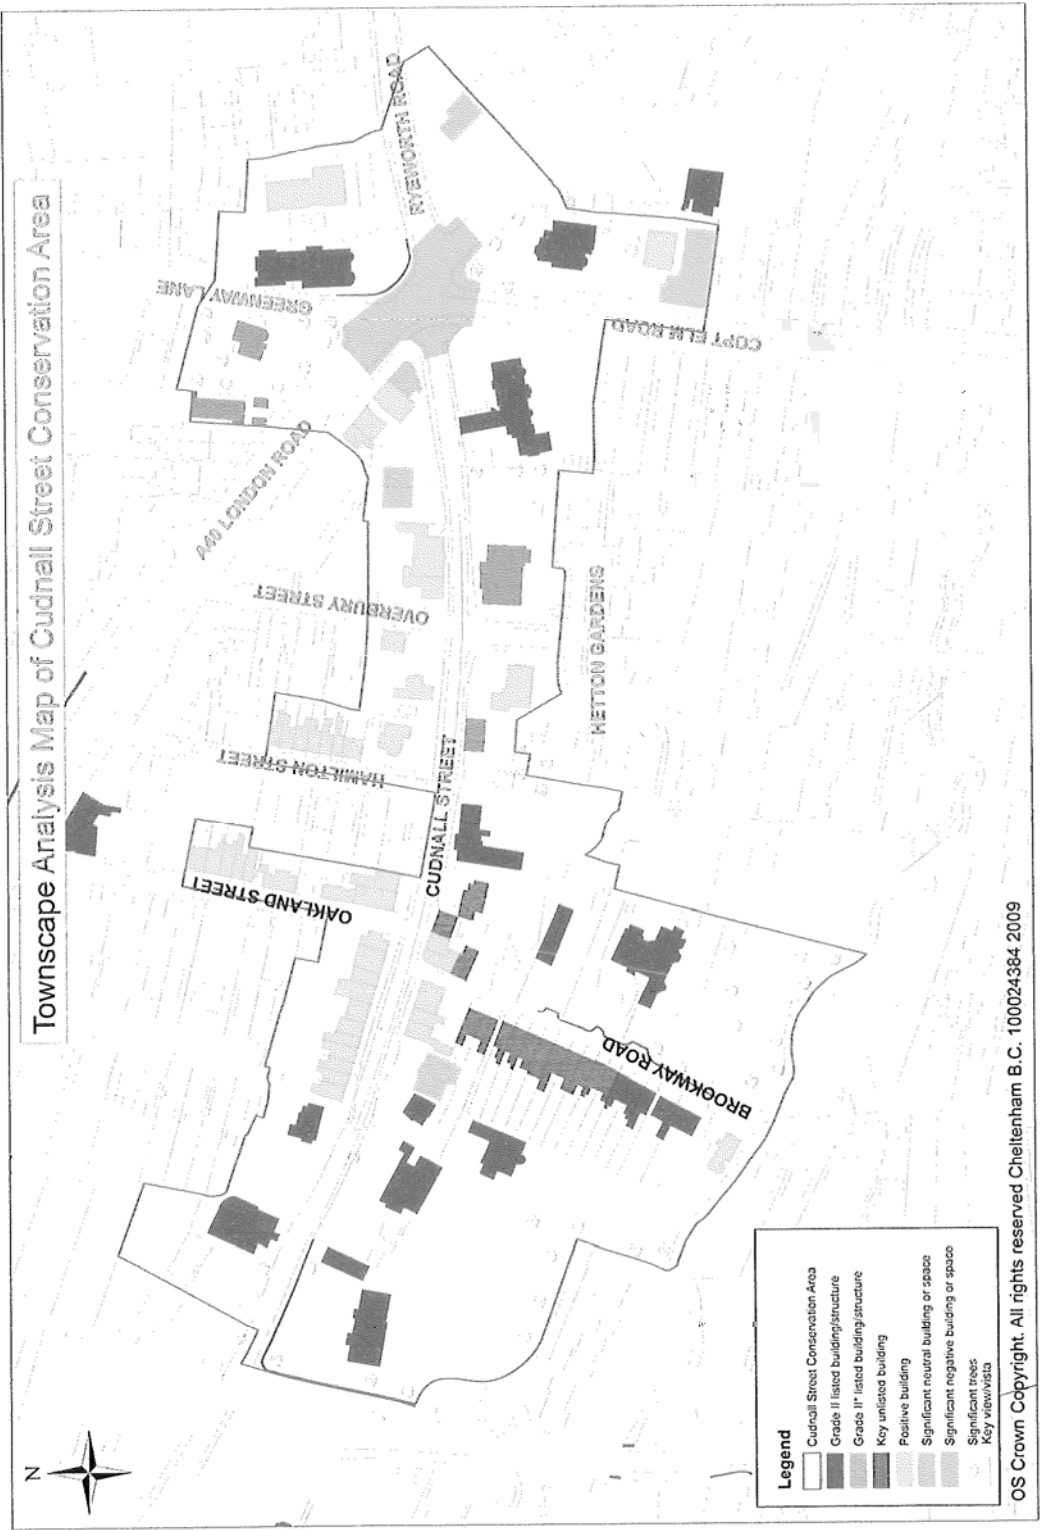 Townscape Analysis Map of Cudnall Street Conservation Area
N
RYEWORTH ROAD
GREENWAY LANE
A40 LONDON ROAD
COPT ELM ROAD
OVERBURY STREET
HETTON GARDENS
HAMILTON STREET
CUDNALL STREET
OAKLAND STREET
BROOKWAY ROAD
Legend
Cudnall Street Conservation Area
Grade II listed building/structure
Grade II* listed building/structure
Key unlisted building
Positive building
Significant neutral building or space
Significant negative building or space
Significant trees
Key view/vista
OS Crown Copyright. All rights reserved Cheltenham B.C. 100024384 2009